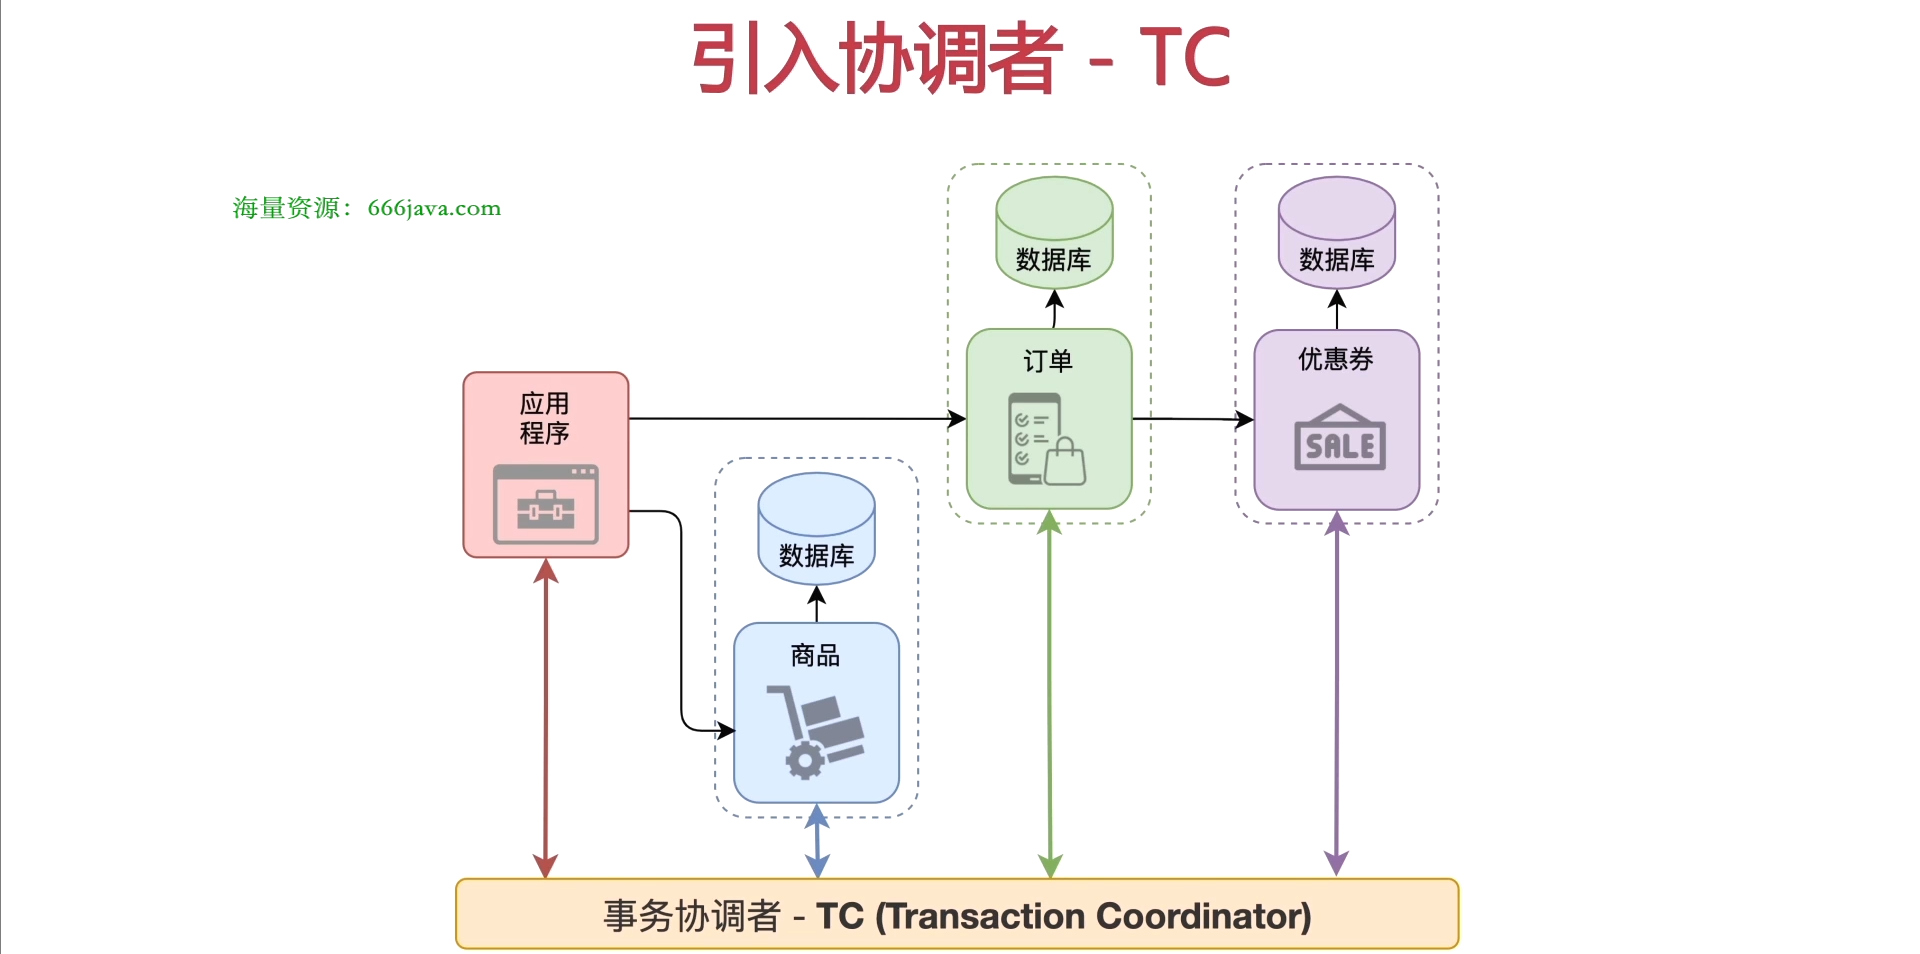 引入协调者 - TC
海量资源：666java.com
数据库
数据库
订单
优惠券
SALE
应用
程序
数据库
商品
事务协调者 - TC (Transaction Coordinator)